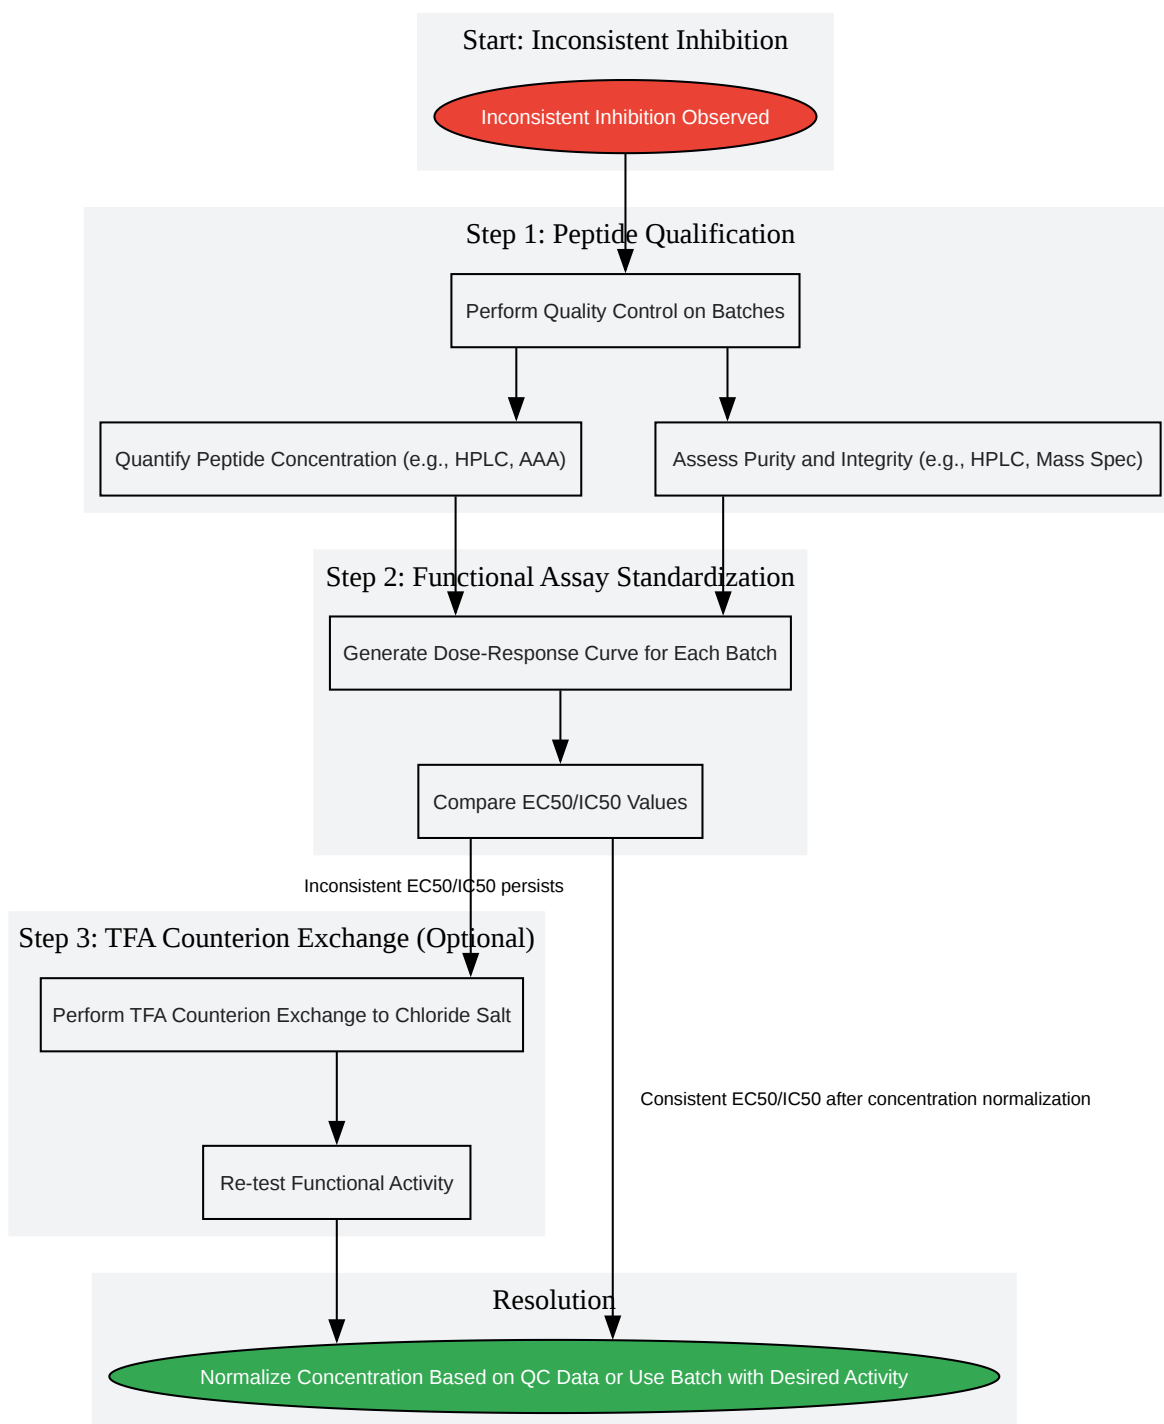 Start: Inconsistent Inhibition
Inconsistent Inhibition Observed
Step 1: Peptide Qualification
Perform Quality Control on Batches
Quantify Peptide Concentration (e.g., HPLC, AAA)
Assess Purity and Integrity (e.g., HPLC, Mass Spec)
Step 2: Functional Assay Standardization
Generate Dose-Response Curve for Each Batch
Compare EC50/IC50 Values
Inconsistent EC50/IC50 persists
Step 3: TFA Counterion Exchange (Optional)
Perform TFA Counterion Exchange to Chloride Salt
Consistent EC50/IC50 after concentration normalization
Re-test Functional Activity
Resolution
Normalize Concentration Based on QC Data or Use Batch with Desired Activity